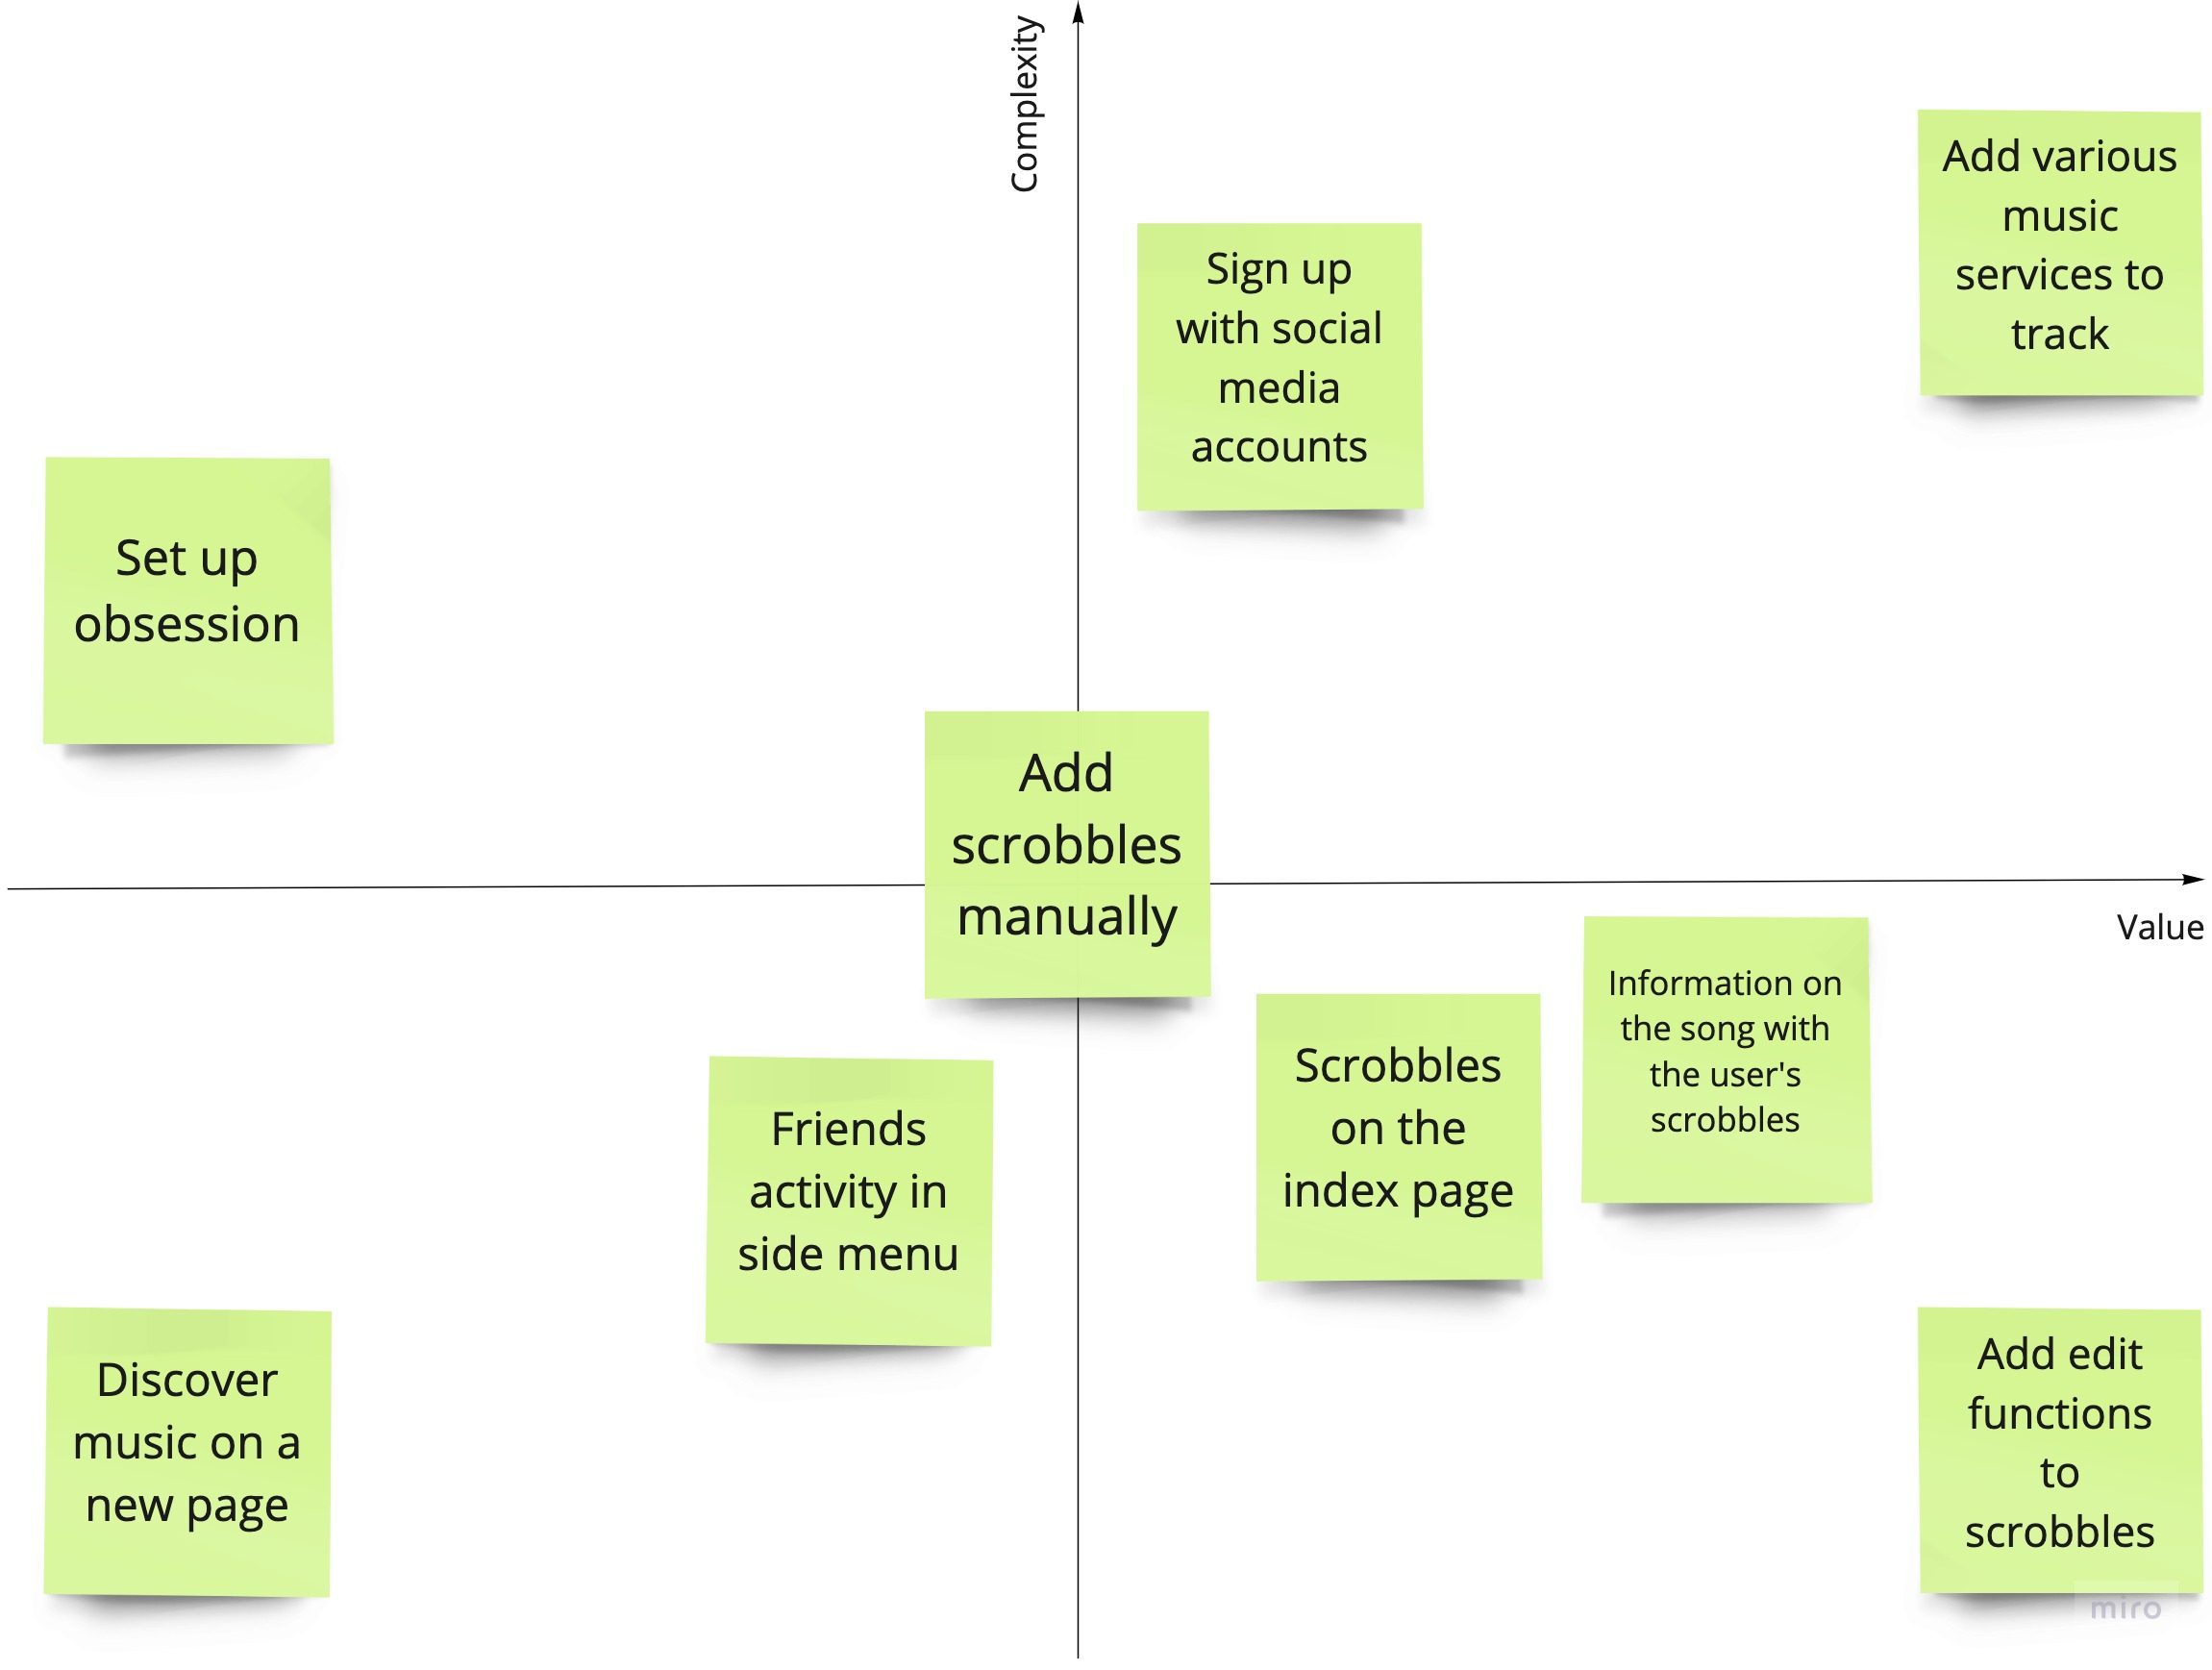 Complexity
Add various
music
services to
track
Sign up
with social
media
accounts
Set up
obsession
Add
scrobbles
manually
Value
Information on
the song with
the user's
scrobbles
Scrobbles
on the
index page
Friends
activity in
side menu
Discover
music on a
new page
Add edit
functions
to
scrobbles
miro